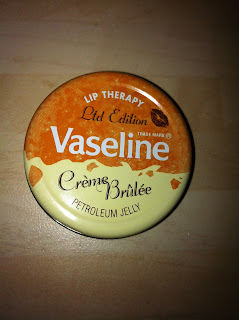 LIP THERAPY
Ltd Edition
TRADE MARK ®
Vaseline
Crème Brûlée
PETROLEUM JELLY